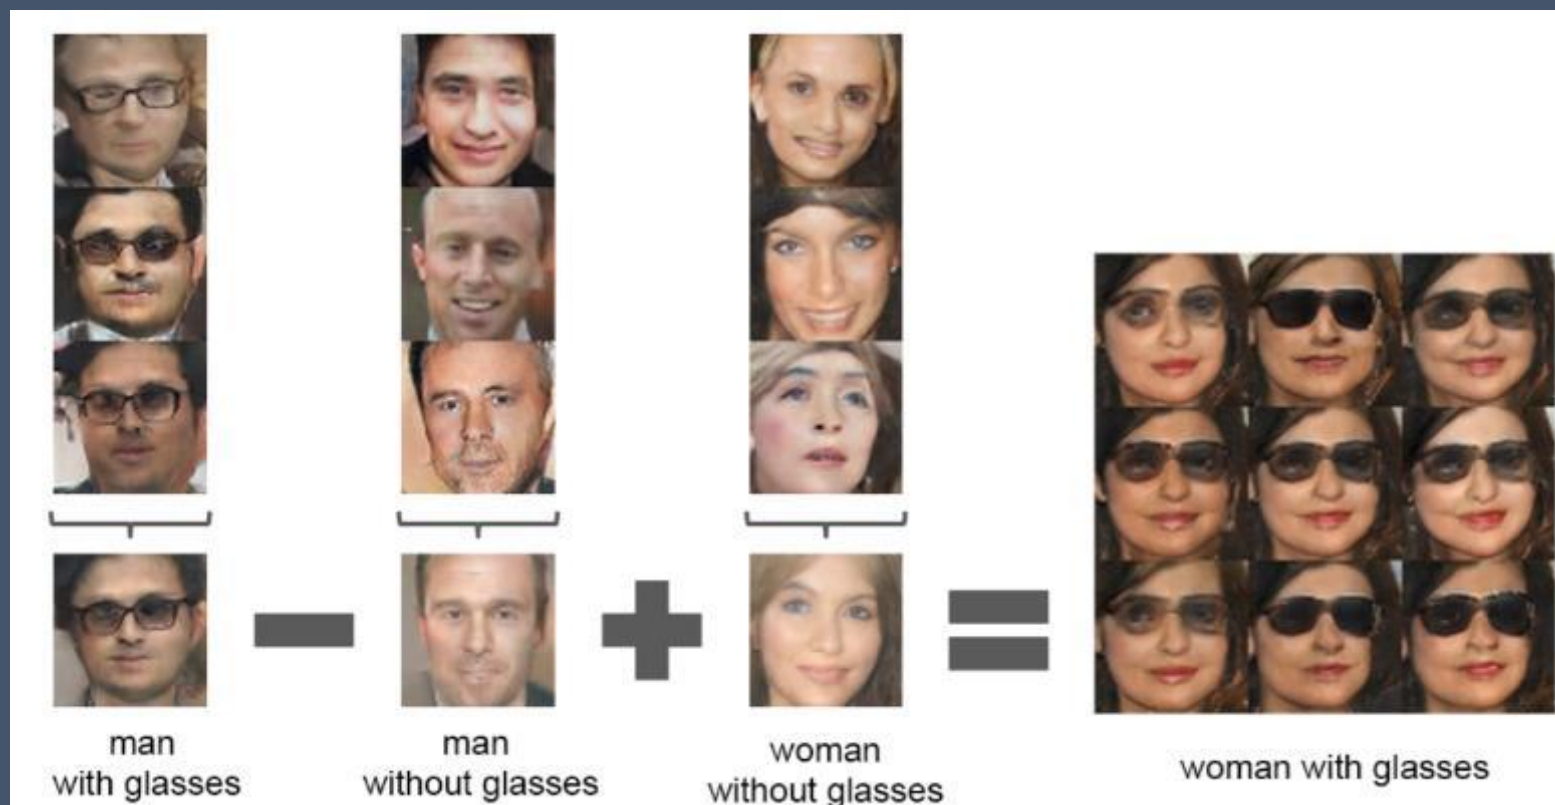 man
with glasses
man
without glasses
woman
without glasses
woman with glasses